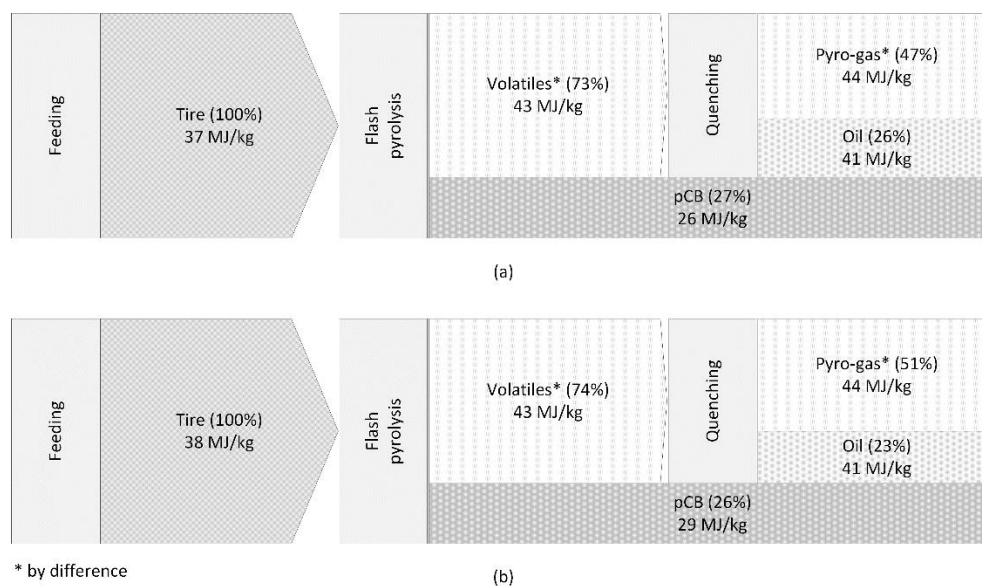 Feeding
Tire (100%)
37 MJ/kg
Flash
pyrolysis
Volatiles* (73%)
43 MJ/kg
Quenching
Pyro-gas* (47%)
44 MJ/kg
Oil (26%)
41 MJ/kg
pCB (27%)
26 MJ/kg
(a)
Feeding
Tire (100%)
38 MJ/kg
Flash
pyrolysis
Volatiles* (74%)
43 MJ/kg
Quenching
Pyro-gas* (51%)
44 MJ/kg
Oil (23%)
41 MJ/kg
pCB (26%)
29 MJ/kg
* by difference
(b)